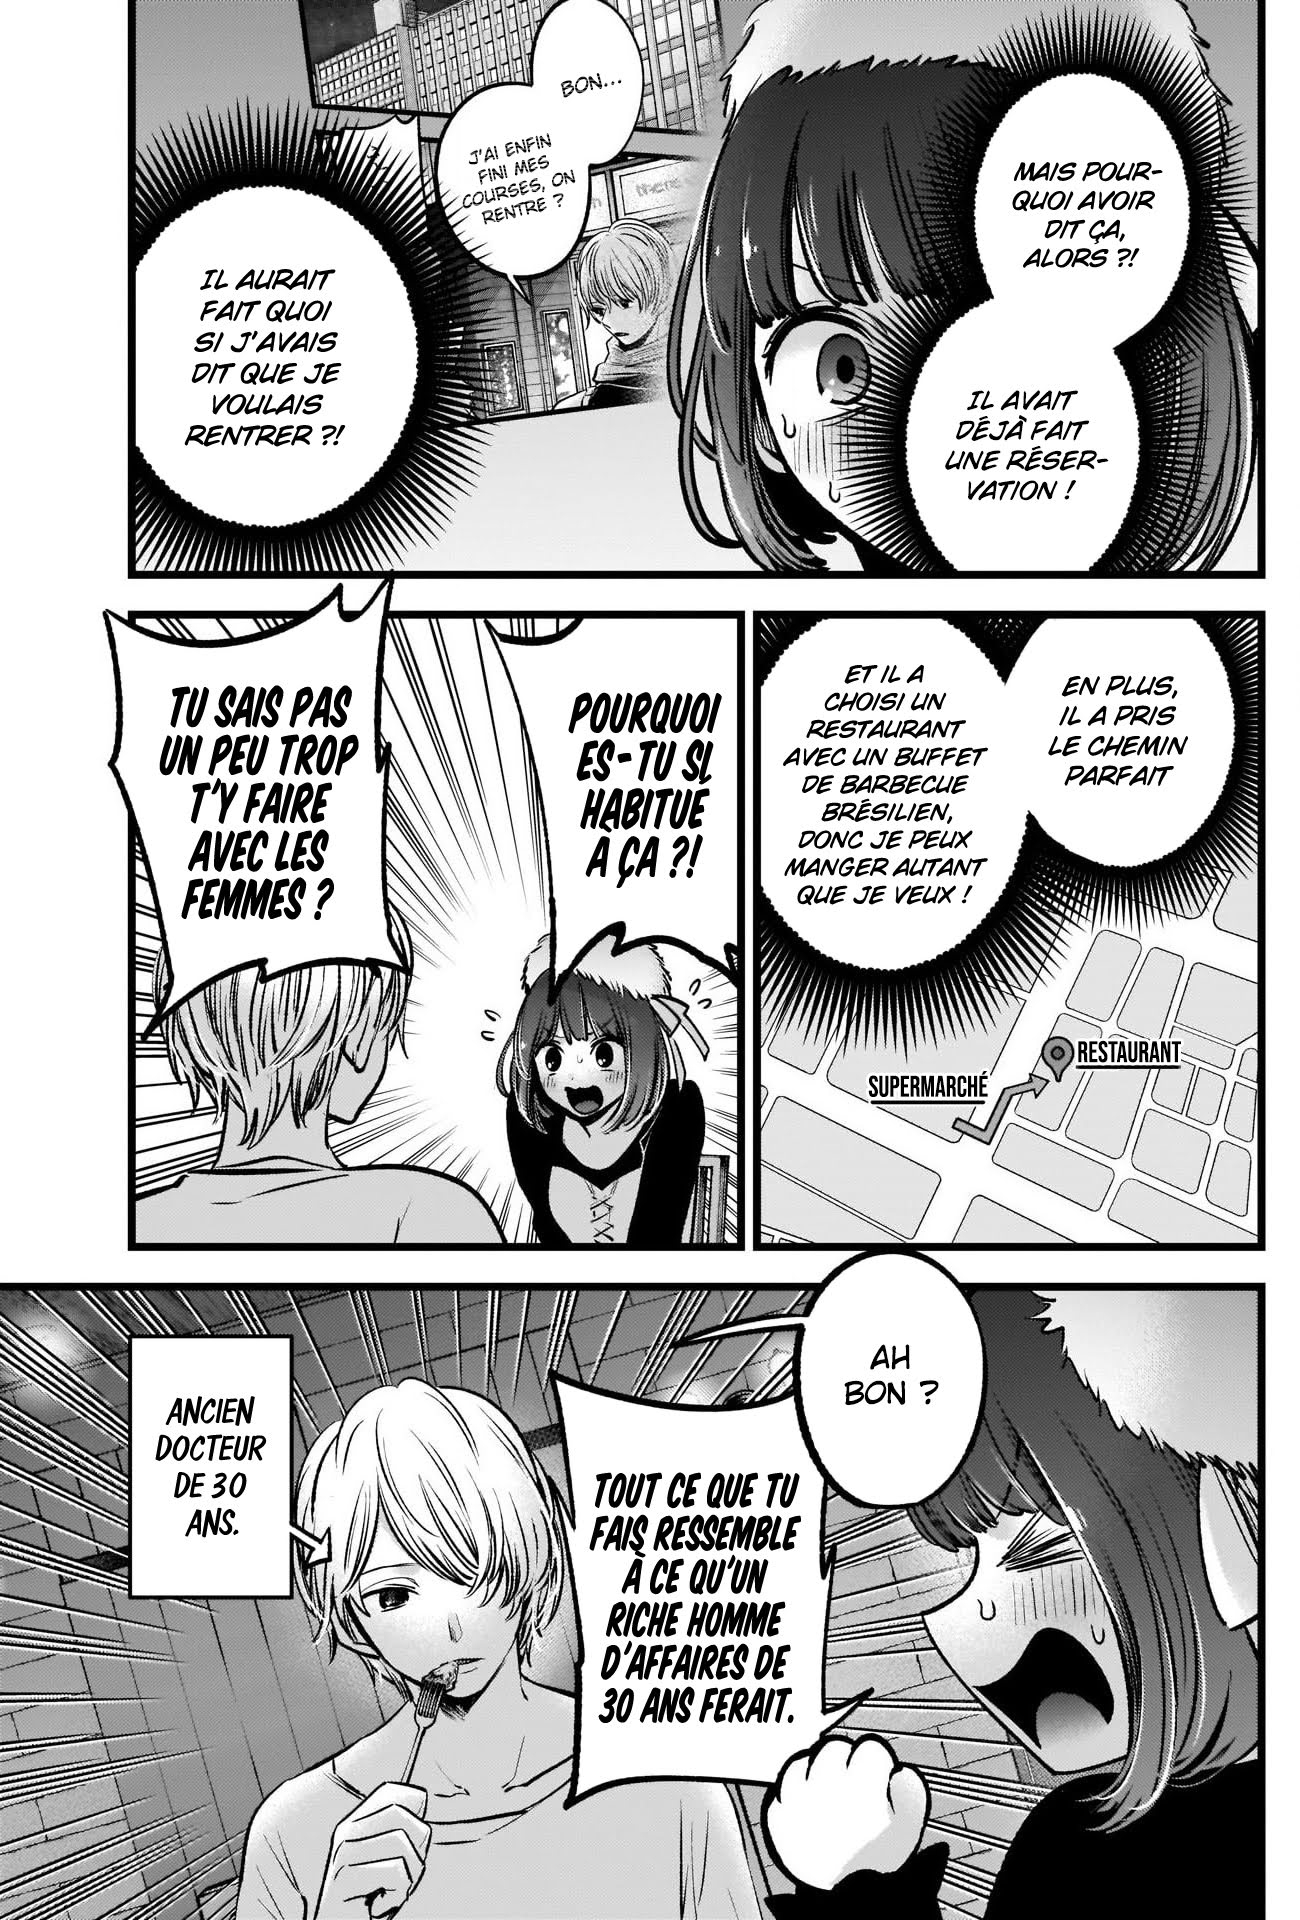 MAIS POUR-
QUOI AVOIR
DIT ÇA,
ALORS ?!
IL AVAIT
DÉJÀ FAIT
UNE RÉSER-
VATION !
BON...
J'AI ENFIN
FINI MES
COURSES, ON
RENTRE ?
IL AURAIT
FAIT QUOI
SI J'AVAIS
DIT QUE JE
VOULAIS
RENTRER ?!
EN PLUS,
IL A PRIS
LE CHEMIN
PARFAIT
ET IL A
CHOISI UN
RESTAURANT
AVEC UN BUFFET
DE BARBECUE
BRÉSILIEN,
DONC JE PEUX
MANGER AUTANT
QUE JE VEUX !
RESTAURANT
SUPERMARCHÉ
POURQUOI
ES-TU SI
HABITUÉ
À ÇA ?!
TU SAIS PAS
UN PEU TROP
T'Y FAIRE
AVEC LES
FEMMES ?
AH
BON ?
TOUT CE QUE TU
FAIS RESSEMBLE
À CE QU'UN
RICHE HOMME
D'AFFAIRES DE
30 ANS FERAIT.
ANCIEN
DOCTEUR
DE 30
ANS.